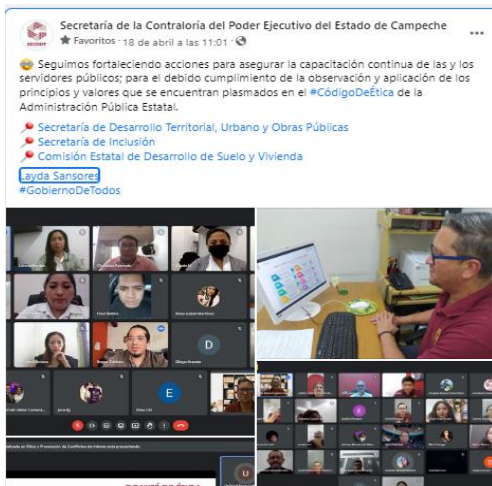 Secretaría de la Contraloría del Poder Ejecutivo del Estado de Campeche
Favoritos · 18 de abril a las 11:01 ·
Seguimos fortaleciendo acciones para asegurar la capacitación continua de las y los
servidores públicos; para el debido cumplimiento de la observación y aplicación de los
principios y valores que se encuentran plasmados en el #CódigoDeÉtica de la
Administración Pública Estatal.
Secretaría de Desarrollo Territorial, Urbano y Obras Públicas
Secretaría de Inclusión
Comisión Estatal de Desarrollo de Suelo y Vivienda
Layda Sansores
#GobiernoDeTodos
D
E
U